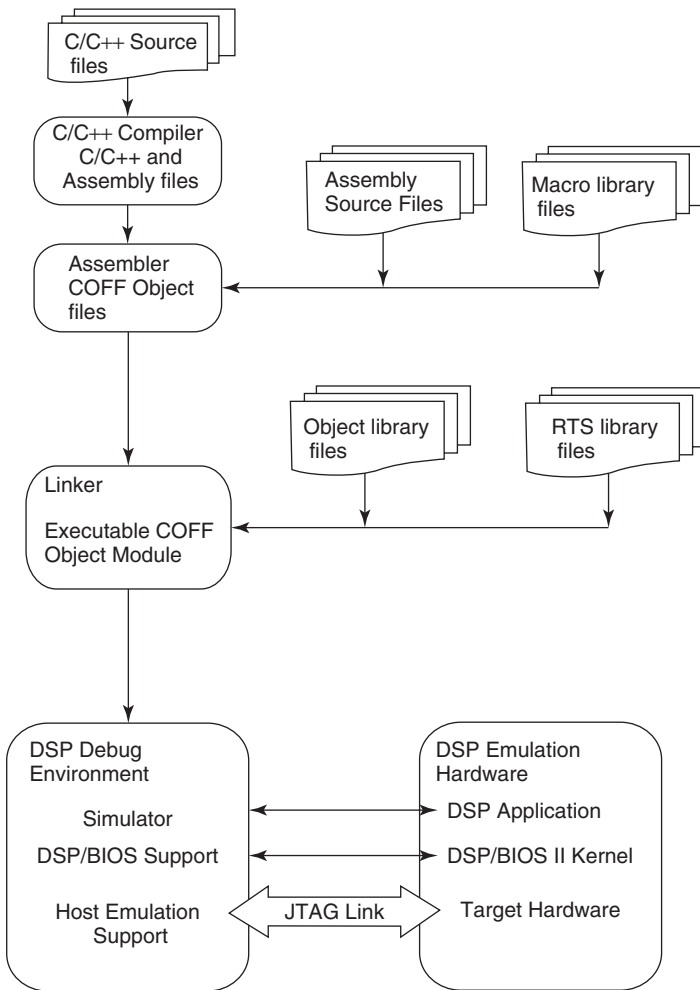 C/C++ Source
files
C/C++ Compiler
C/C++ and
Assembly files
Assembly
Source Files
Macro library
files
Assembler
COFF Object
files
Object library
files
RTS library
files
Linker
Executable COFF
Object Module
DSP Debug
Environment
Simulator
DSP/BIOS Support
Host Emulation
Support
JTAG Link
DSP Emulation
Hardware
DSP Application
DSP/BIOS II Kernel
Target Hardware